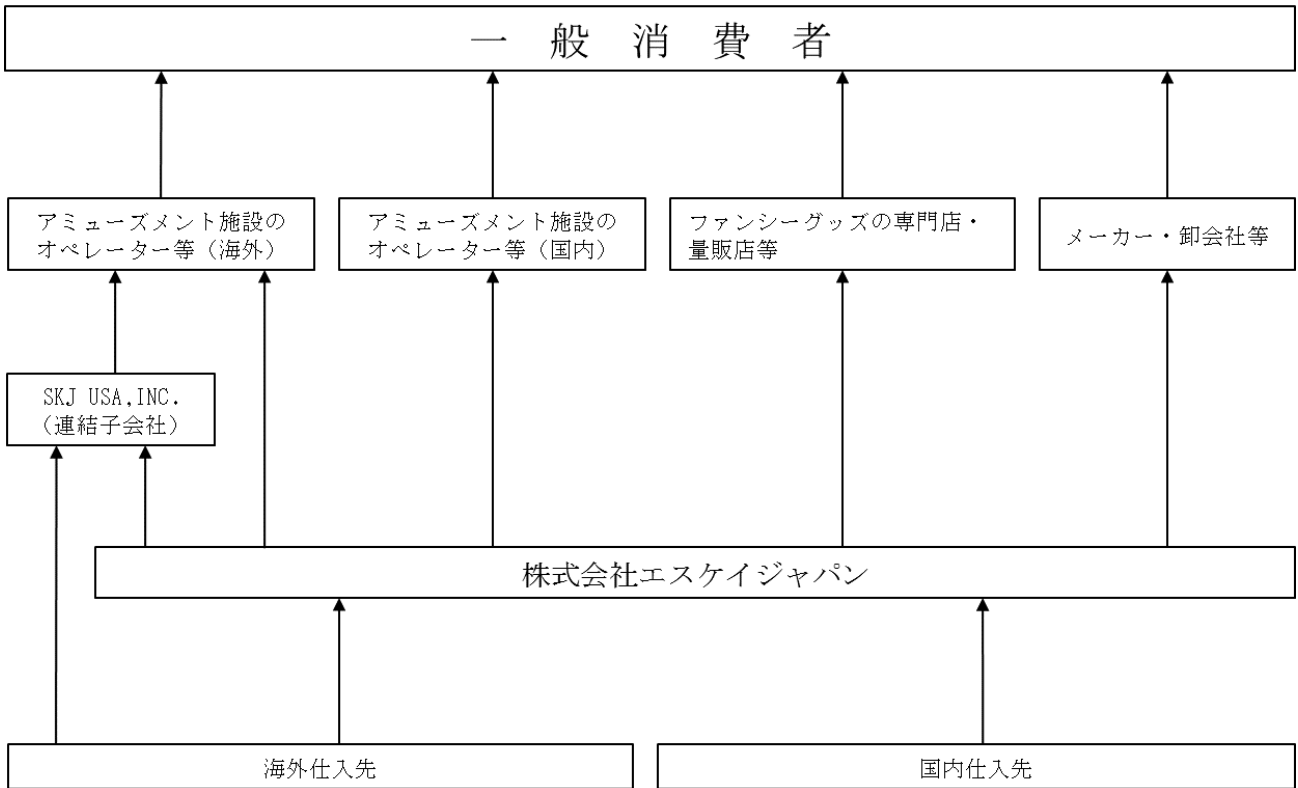 一般消費者
アミューズメント施設の
オペレーター等（海外）
アミューズメント施設の
オペレーター等（国内）
ファンシーグッズの専門店・
量販店等
メーカー・卸会社等
SKJ USA,INC.
（連結子会社）
株式会社エスケイジャパン
海外仕入先
国内仕入先